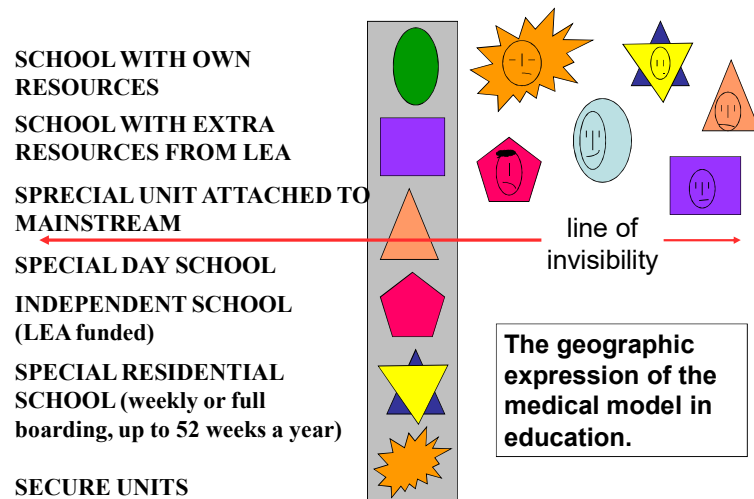 SCHOOL WITH OWN
RESOURCES
SCHOOL WITH EXTRA
RESOURCES FROM LEA
SPRECIAL UNIT ATTACHED TO
MAINSTREAM
SPECIAL DAY SCHOOL
INDEPENDENT SCHOOL
(LEA funded)
SPECIAL RESIDENTIAL
SCHOOL (weekly or full
boarding, up to 52 weeks a year)
SECURE UNITS
line of
invisibility
The geographic
expression of the
medical model in
education.